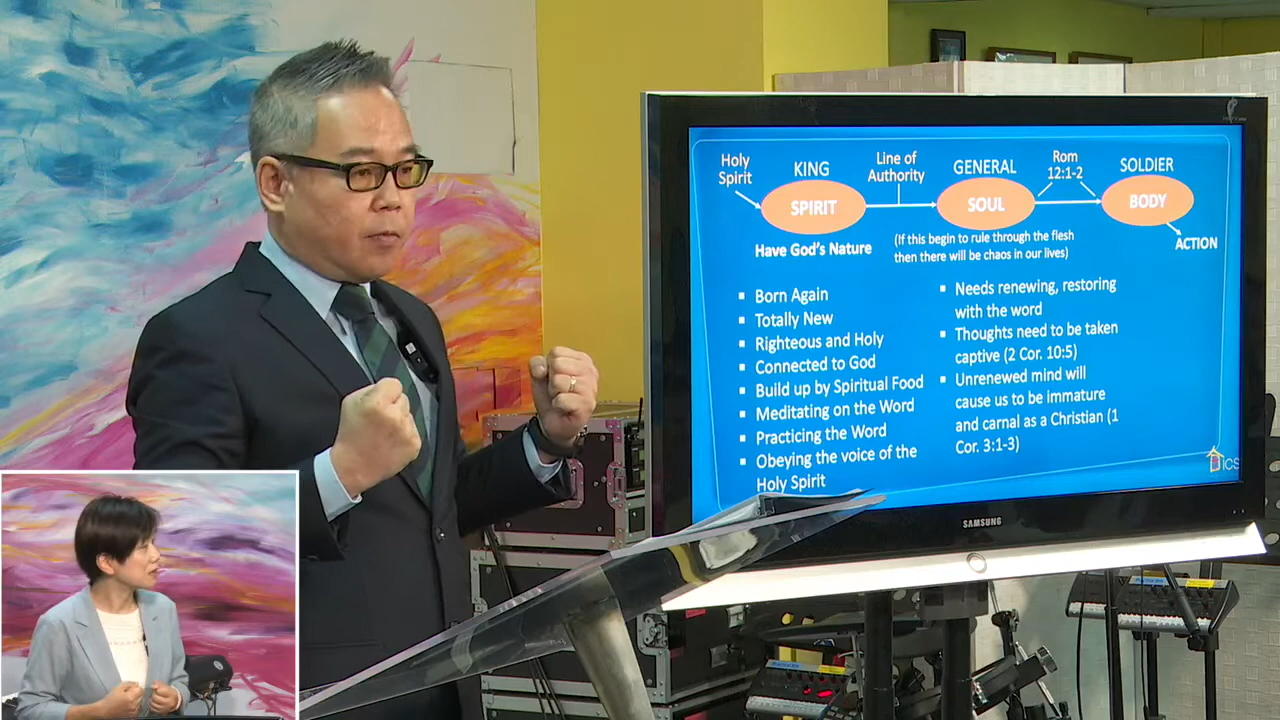 Holy
Spirit
KING
Line of
Authority
GENERAL
Rom
12:1-2
SOLDIER
SPIRIT
SOUL
BODY
Have God's Nature
(If this begin to rule through the flesh
then there will be chaos in our lives)
ACTION
▪ Born Again
▪ Totally New
▪ Righteous and Holy
▪ Connected to God
▪ Build up by Spiritual Food
▪ Meditating on the Word
▪ Practicing the Word
▪ Obeying the voice of the
Holy Spirit
▪ Needs renewing, restoring
with the word
▪ Thoughts need to be taken
captive (2 Cor. 10:5)
▪ Unrenewed mind will
cause us to be immature
and carnal as a Christian (1
Cor. 3:1-3)
ICS
SAMSUNG